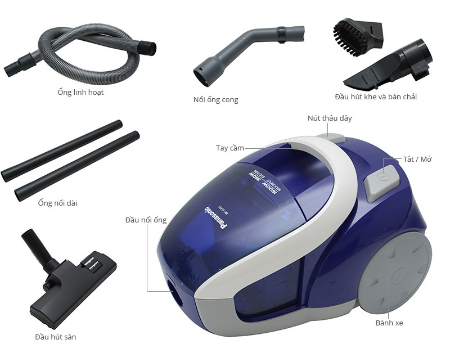 Ống linh hoạt
Nối ống cong
Đầu hút khe và bàn chải
Nút thâu dây
Tay cầm
Tắt / Mở
Ống nối dài
Đầu nối ống
Panasonic
Đầu hút sàn
Bánh xe